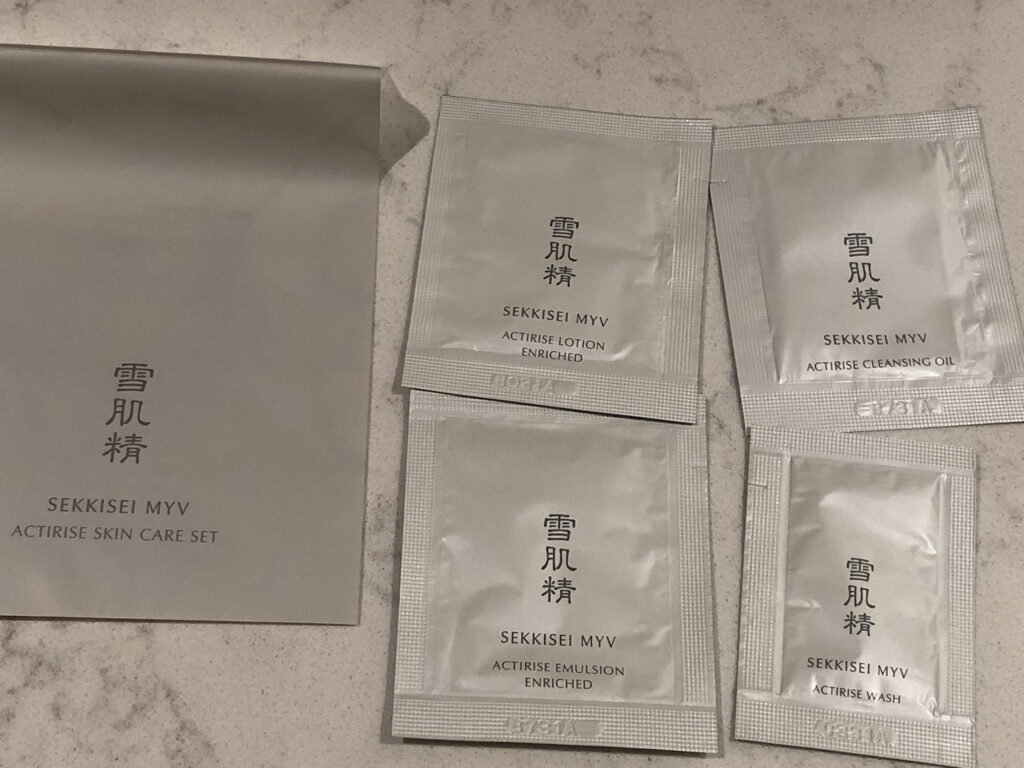 雪肌精
SEKKISEI MYV
ACTIRISE SKIN CARE SET
雪肌精
SEKKISEI MYV
ACTIRISE LOTION
ENRICHED
雪肌精
SEKKISEI MYV
ACTIRISE CLEANSING OIL
雪肌精
SEKKISEI MYV
ACTIRISE EMULSION
ENRICHED
B731A
雪肌精
SEKKISEI MYV
ACTIRISE WASH